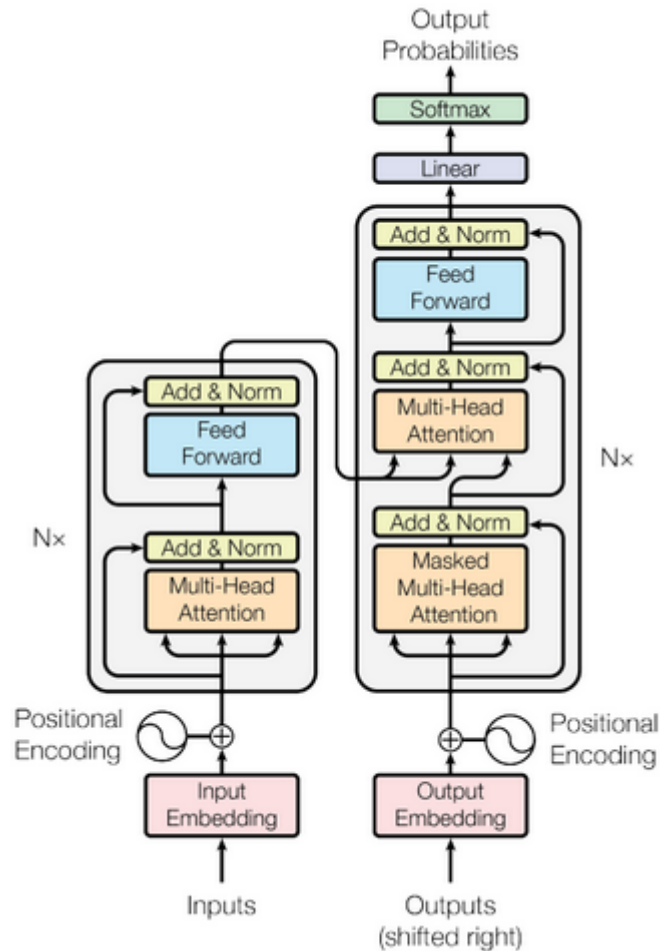 Output
Probabilities
Softmax
Linear
Add & Norm
Feed
Forward
Add & Norm
Multi-Head
Attention
Add & Norm
Masked
Multi-Head
Attention
N×
Add & Norm
Feed
Forward
Add & Norm
Multi-Head
Attention
N×
Positional
Encoding
Positional
Encoding
Input
Embedding
Output
Embedding
Inputs
Outputs
(shifted right)